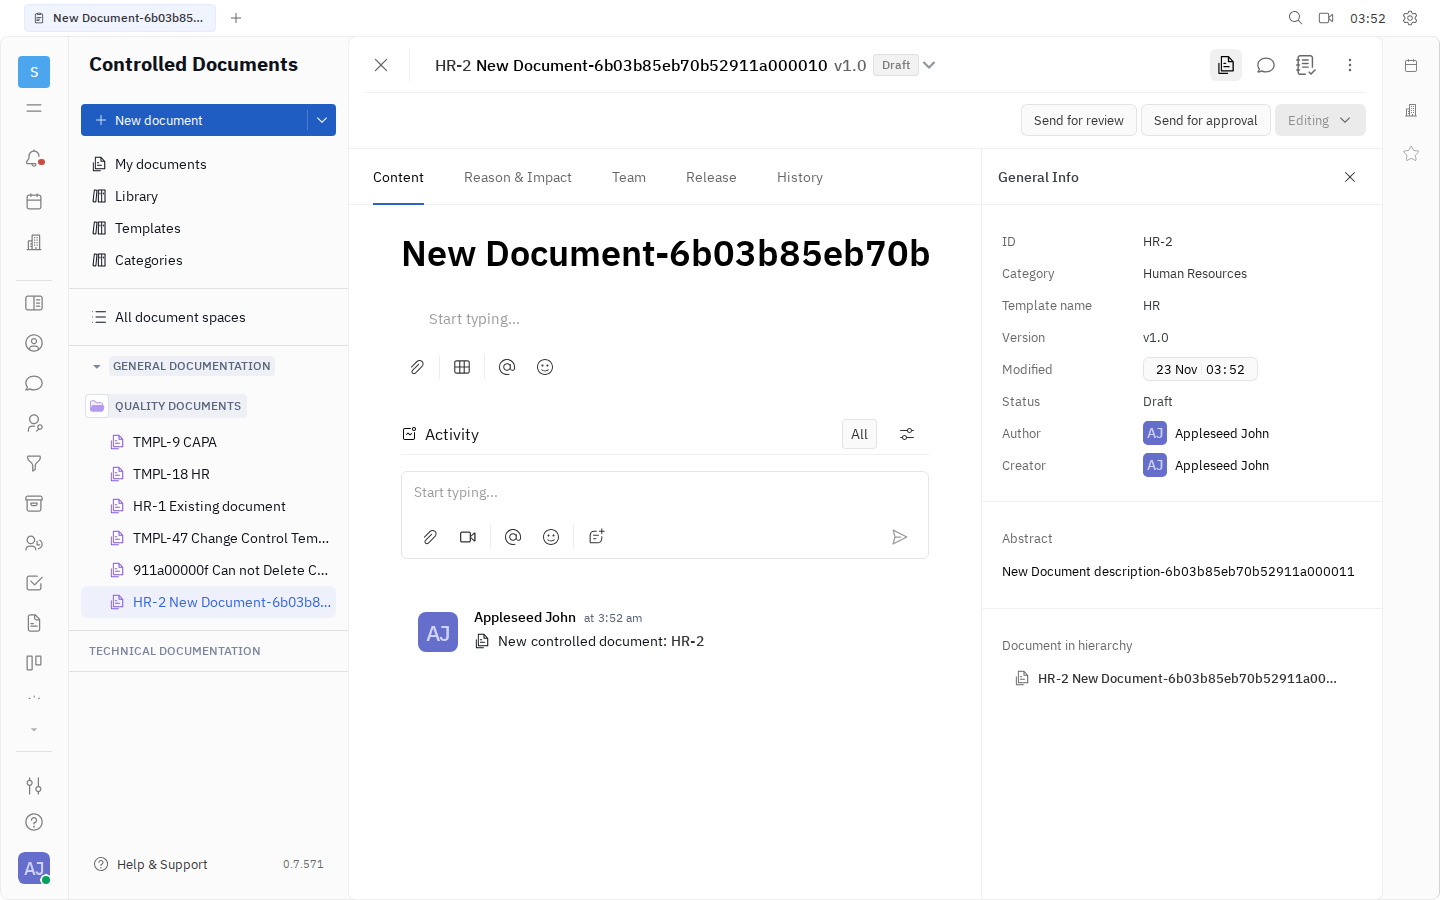 New Document-6b03b85...
03:52
S
Controlled Documents
New document
My documents
Library
Templates
Categories
All document spaces
GENERAL DOCUMENTATION
QUALITY DOCUMENTS
TMPL-9 CAPA
TMPL-18 HR
HR-1 Existing document
TMPL-47 Change Control Tem...
911a00000f Can not Delete C...
HR-2 New Document-6b03b8...
TECHNICAL DOCUMENTATION
Help & Support
0.7.571
AJ
HR-2 New Document-6b03b85eb70b52911a000010 v1.0 Draft
Send for review
Send for approval
Editing
Content
Reason & Impact
Team
Release
History
New Document-6b03b85eb70b
Start typing...
Activity
All
Start typing...
AJ
Appleseed John at 3:52 am
New controlled document: HR-2
General Info
ID HR-2
Category Human Resources
Template name HR
Version v1.0
Modified 23 Nov 03:52
Status Draft
Author AJ Appleseed John
Creator AJ Appleseed John
Abstract
New Document description-6b03b85eb70b52911a000011
Document in hierarchy
HR-2 New Document-6b03b85eb70b52911a00...